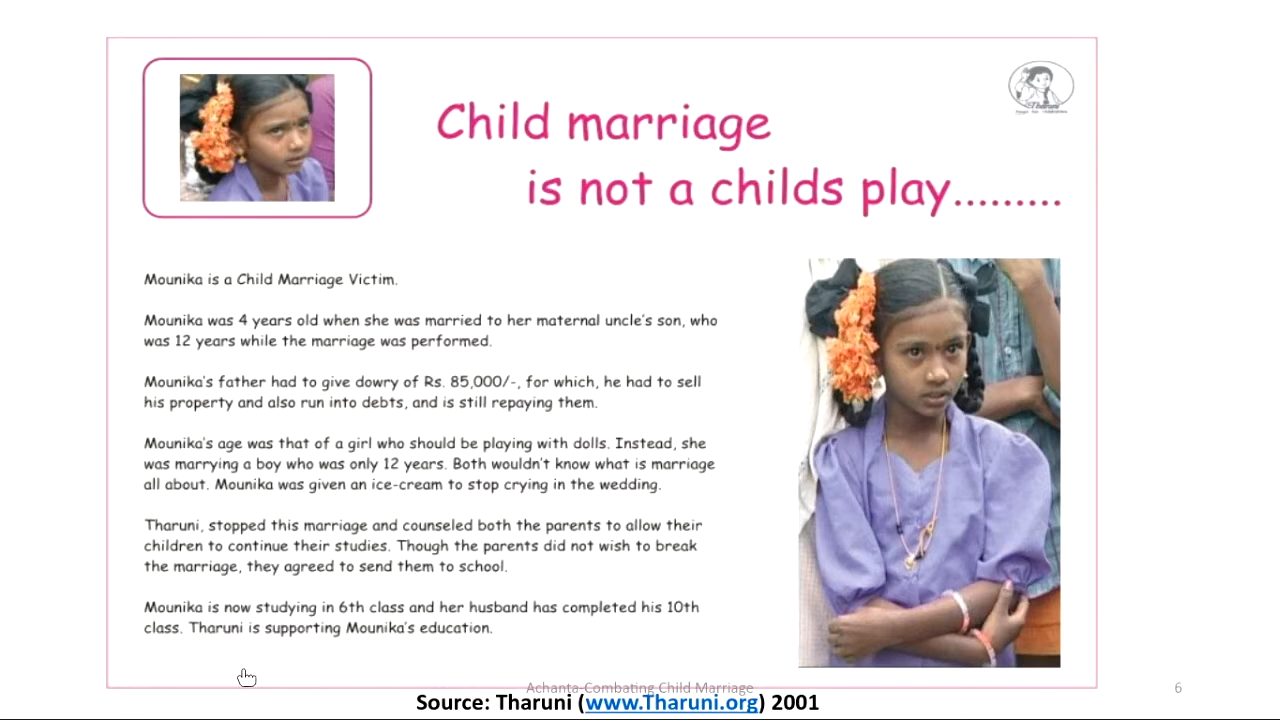 Child marriage
is not a childs play.........
Tharuni
Mounika is a Child Marriage Victim.
Mounika was 4 years old when she was married to her maternal uncle's son, who
was 12 years while the marriage was performed.
Mounika's father had to give dowry of Rs. 85,000/-, for which, he had to sell
his property and also run into debts, and is still repaying them.
Mounika's age was that of a girl who should be playing with dolls. Instead, she
was marrying a boy who was only 12 years. Both wouldn't know what is marriage
all about. Mounika was given an ice-cream to stop crying in the wedding.
Tharuni, stopped this marriage and counseled both the parents to allow their
children to continue their studies. Though the parents did not wish to break
the marriage, they agreed to send them to school.
Mounika is now studying in 6th class and her husband has completed his 10th
class. Tharuni is supporting Mounika's education.
Achanta-Combating Child Marriage
6
Source: Tharuni (www.Tharuni.org) 2001